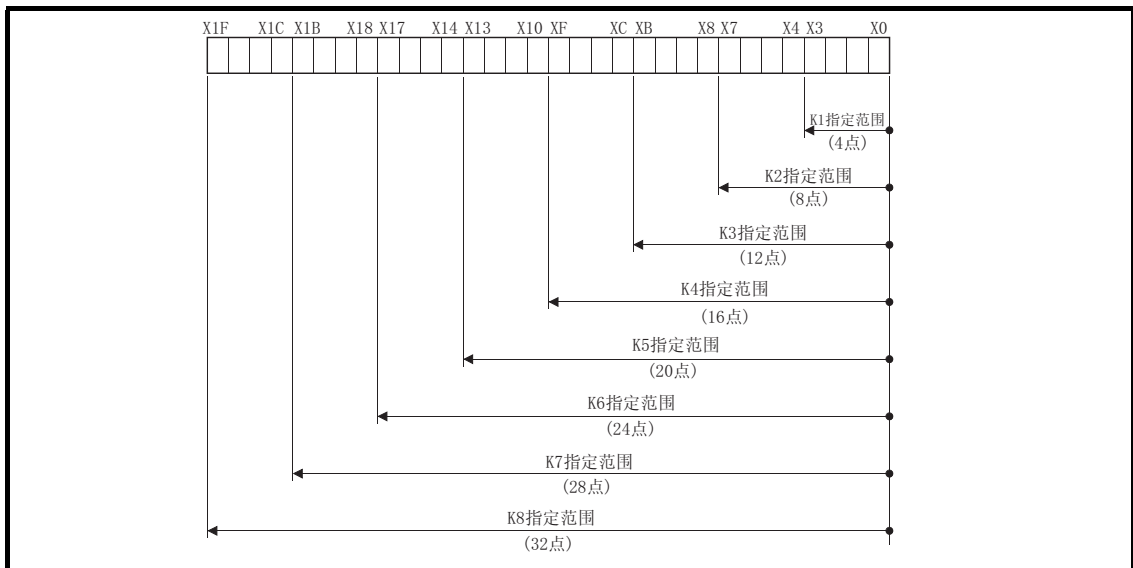 X1F X1C X1B X18 X17 X14 X13 X10 XF XC XB X8 X7 X4 X3 X0
K1指定范围
(4点)
K2指定范围
(8点)
K3指定范围
(12点)
K4指定范围
(16点)
K5指定范围
(20点)
K6指定范围
(24点)
K7指定范围
(28点)
K8指定范围
(32点)